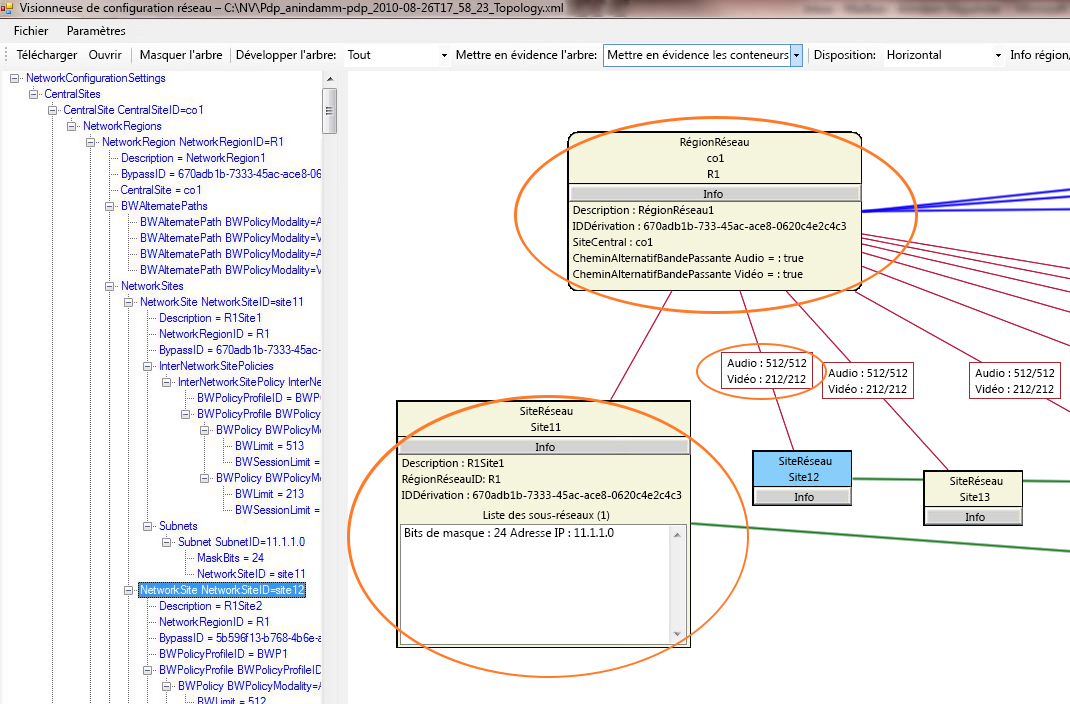 Visionneuse de configuration réseau – C:\NV\Pdp_anindamm-pdp_2010-08-26T17_58_23_Topology.xml
Fichier Paramètres
Télécharger Ouvrir Masquer l'arbre Développer l'arbre: Tout Mettre en évidence l'arbre: Mettre en évidence les conteneurs Disposition: Horizontal Info région/
NetworkConfigurationSettings
CentralSites
CentralSite CentralSiteID=co1
NetworkRegions
NetworkRegion NetworkRegionID=R1
Description = NetworkRegion1
BypassID = 670adb1b-7333-45ac-ace8-06
CentralSite = co1
BWAlternatePaths
BWAlternatePath BWPolicyModality=A
BWAlternatePath BWPolicyModality=V
BWAlternatePath BWPolicyModality=A
BWAlternatePath BWPolicyModality=V
NetworkSites
NetworkSite NetworkSiteID=site11
Description = R1Site1
NetworkRegionID = R1
BypassID = 670adb1b-7333-45ac-
InterNetworkSitePolicies
InterNetworkSitePolicy InterNe
BWPolicyProfileID = BWP
BWPolicyProfile BWPolicy
BWPolicy BWPolicyM
BWLimit = 513
BWSessionLimit =
BWPolicy BWPolicyM
BWLimit = 213
BWSessionLimit =
Subnets
Subnet SubnetID=11.1.1.0
MaskBits = 24
NetworkSiteID = site11
NetworkSite NetworkSiteID=site12
Description = R1Site2
NetworkRegionID = R1
BypassID = 5b596f13-b768-4b6e-a
BWPolicyProfileID = BWP1
BWPolicyProfile BWPolicyProfileID
BWPolicy BWPolicyModality=A
BWLimit = 512
RégionRéseau
co1
R1
Info
Description : RégionRéseau1
IDDérivation : 670adb1b-733-45ac-ace8-0620c4e2c4c3
SiteCentral : co1
CheminAlternatifBandePassante Audio = : true
CheminAlternatifBandePassante Vidéo = : true
Audio : 512/512
Vidéo : 212/212
Audio : 512/512
Vidéo : 212/212
Audio : 512/512
Vidéo : 212/212
SiteRéseau
Site11
Info
Description : R1Site1
RégionRéseauID: R1
IDDérivation : 670adb1b-7333-45ac-ace8-0620c4e2c4c3
Liste des sous-réseaux (1)
Bits de masque : 24 Adresse IP : 11.1.1.0
SiteRéseau
Site12
Info
SiteRéseau
Site13
Info